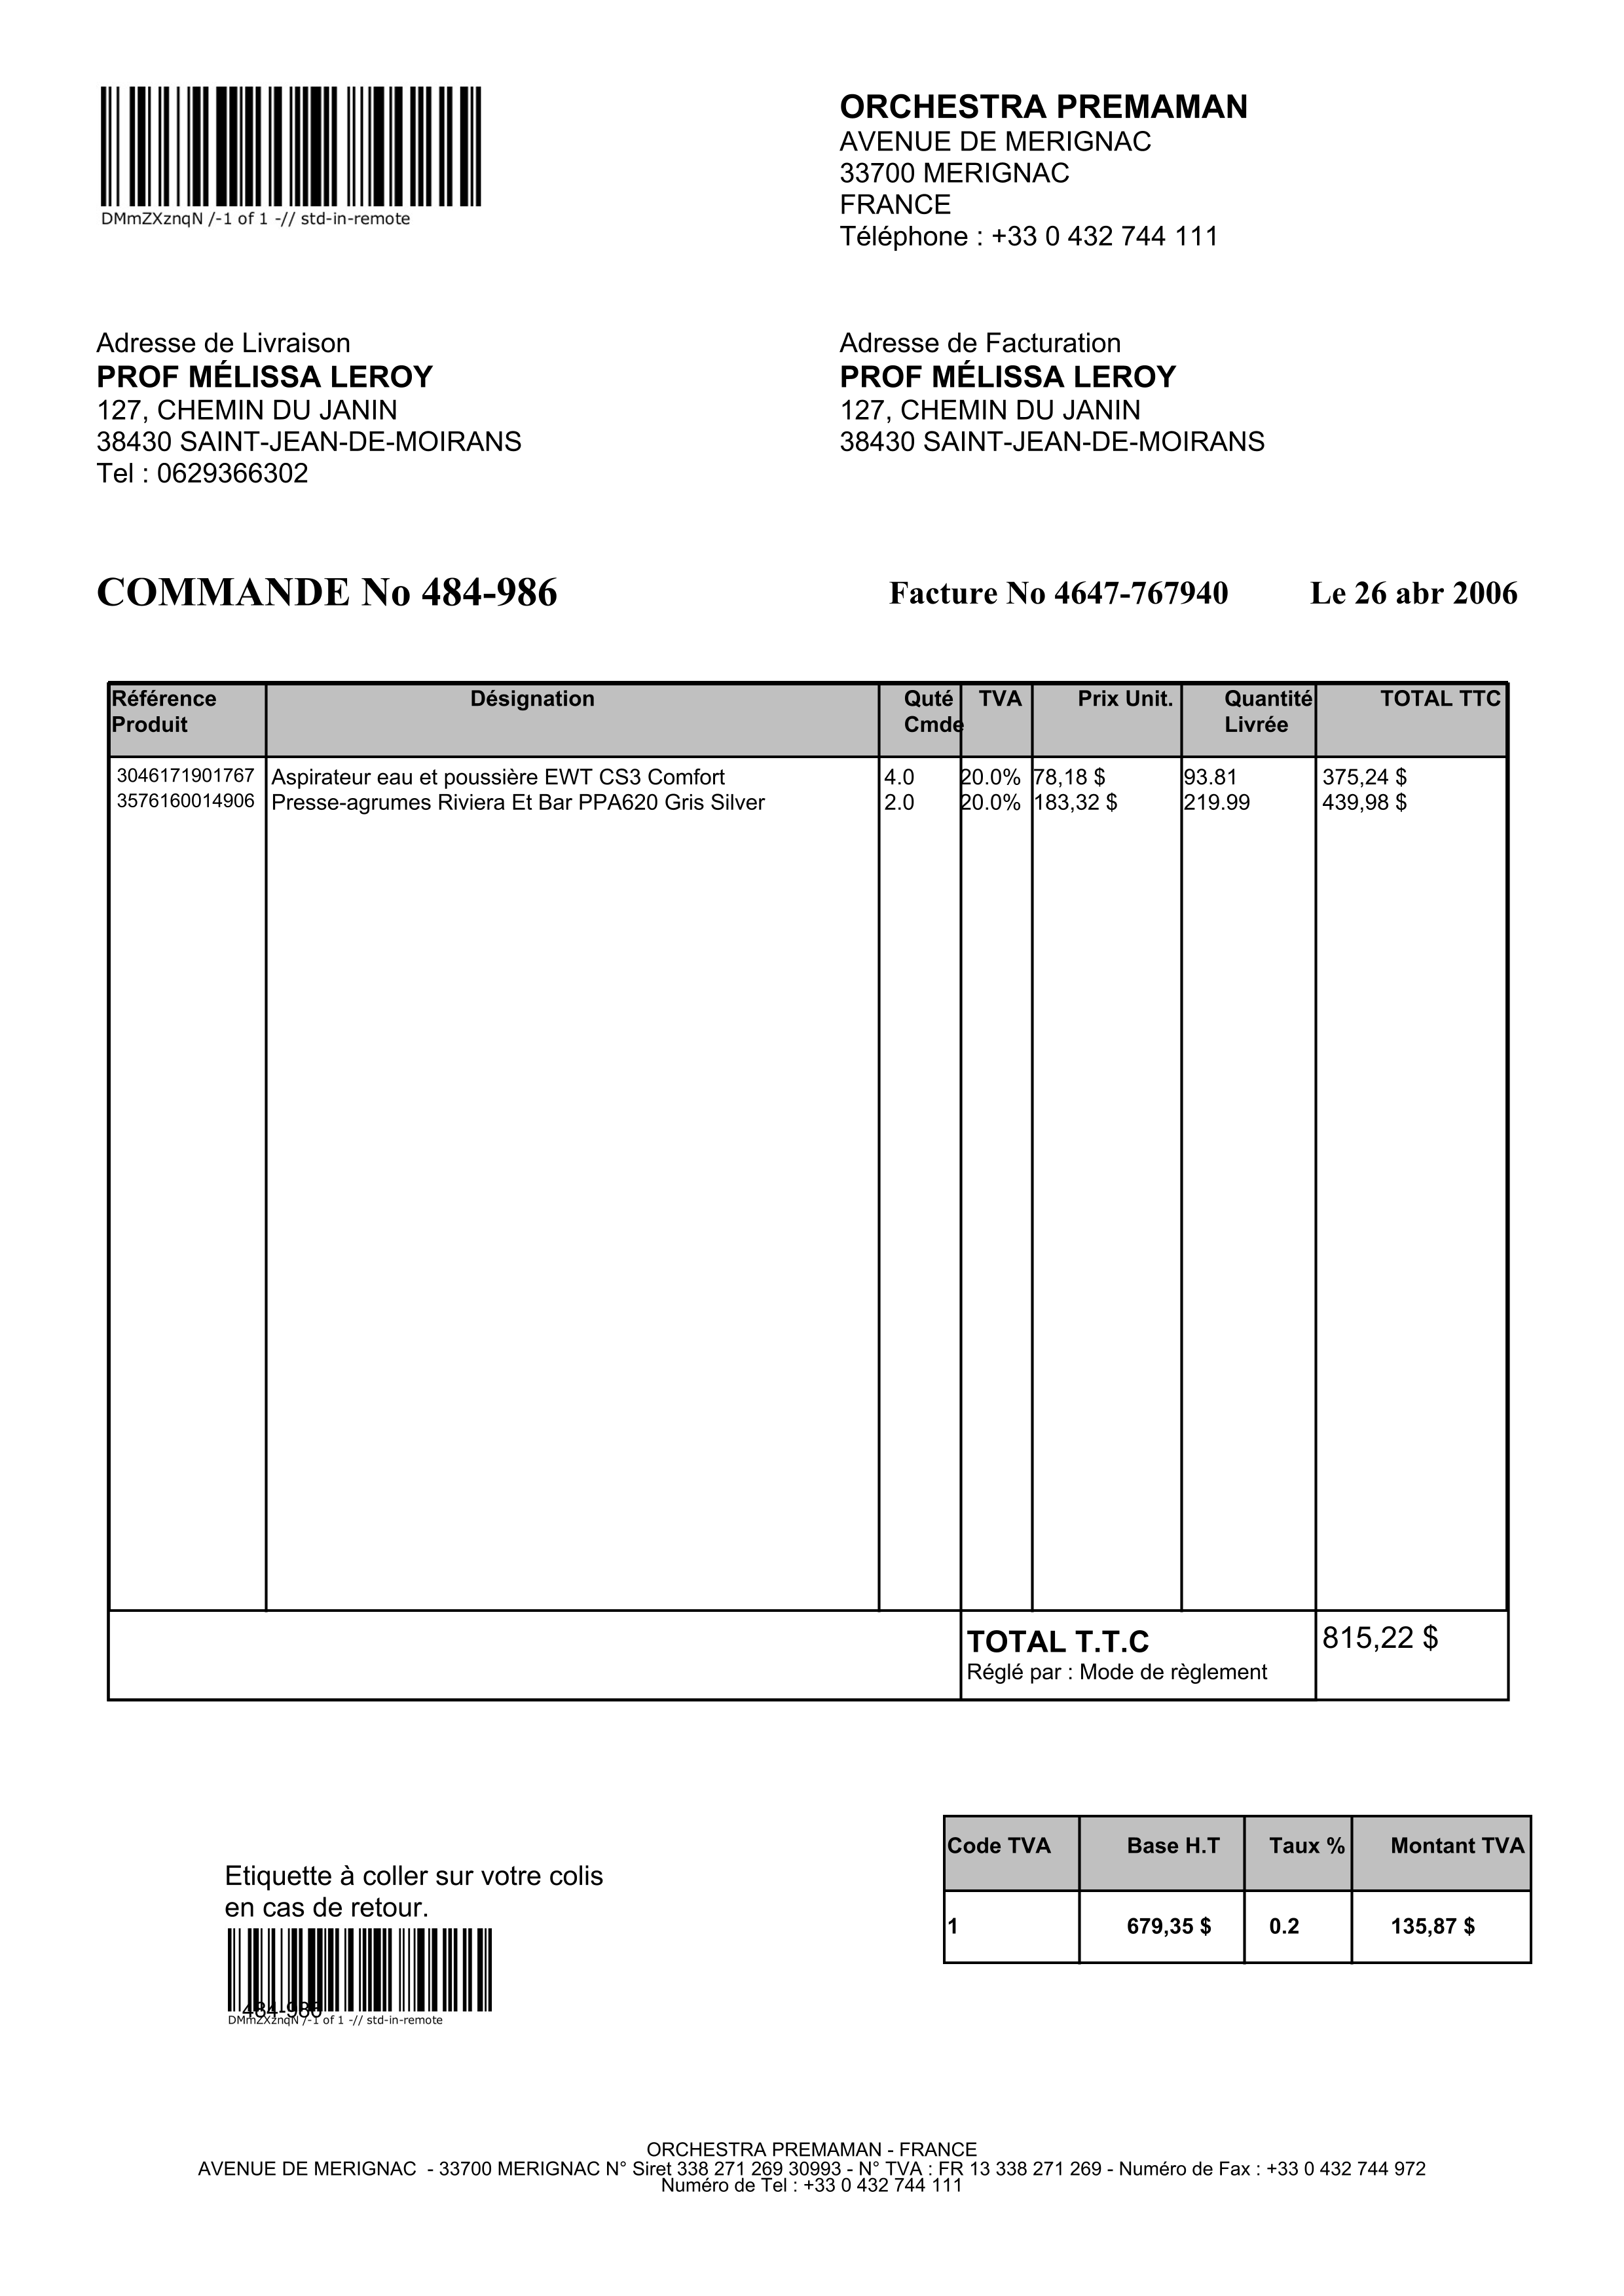 DMmZXznqN /-1 of 1 -// std-in-remote
ORCHESTRA PREMAMAN
AVENUE DE MERIGNAC
33700 MERIGNAC
FRANCE
Téléphone : +33 0 432 744 111
Adresse de Livraison
PROF MÉLISSA LEROY
127, CHEMIN DU JANIN
38430 SAINT-JEAN-DE-MOIRANS
Tel : 0629366302
Adresse de Facturation
PROF MÉLISSA LEROY
127, CHEMIN DU JANIN
38430 SAINT-JEAN-DE-MOIRANS
COMMANDE No 484-986 Facture No 4647-767940 Le 26 abr 2006
Référence Produit Désignation Quté Cmde TVA Prix Unit. Quantité Livrée TOTAL TTC
3046171901767 Aspirateur eau et poussière EWT CS3 Comfort 4.0 20.0% 78,18 $ 93.81 375,24 $
3576160014906 Presse-agrumes Riviera Et Bar PPA620 Gris Silver 2.0 20.0% 183,32 $ 219.99 439,98 $
TOTAL T.T.C 815,22 $
Réglé par : Mode de règlement
Code TVA Base H.T Taux % Montant TVA
1 679,35 $ 0.2 135,87 $
Etiquette à coller sur votre colis
en cas de retour.
484-986
DMmZXznqN /-1 of 1 -// std-in-remote
ORCHESTRA PREMAMAN - FRANCE
AVENUE DE MERIGNAC - 33700 MERIGNAC N° Siret 338 271 269 30993 - N° TVA : FR 13 338 271 269 - Numéro de Fax : +33 0 432 744 972
Numéro de Tel : +33 0 432 744 111